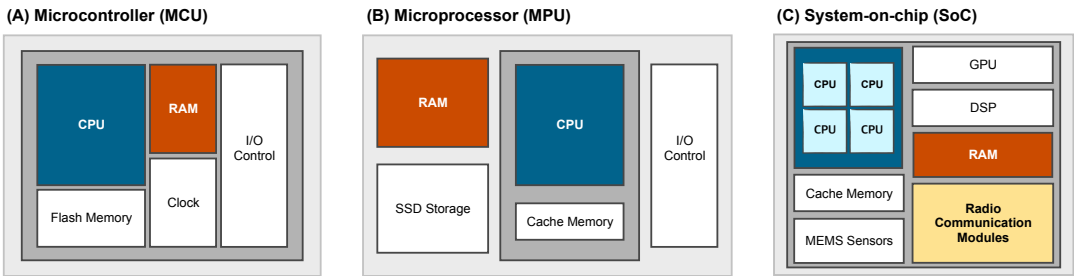 (A) Microcontroller (MCU)
CPU
RAM
I/O
Control
Flash Memory
Clock
(B) Microprocessor (MPU)
RAM
CPU
I/O
Control
SSD Storage
Cache Memory
(C) System-on-chip (SoC)
CPU CPU
CPU CPU
GPU
DSP
RAM
Cache Memory
MEMS Sensors
Radio
Communication
Modules